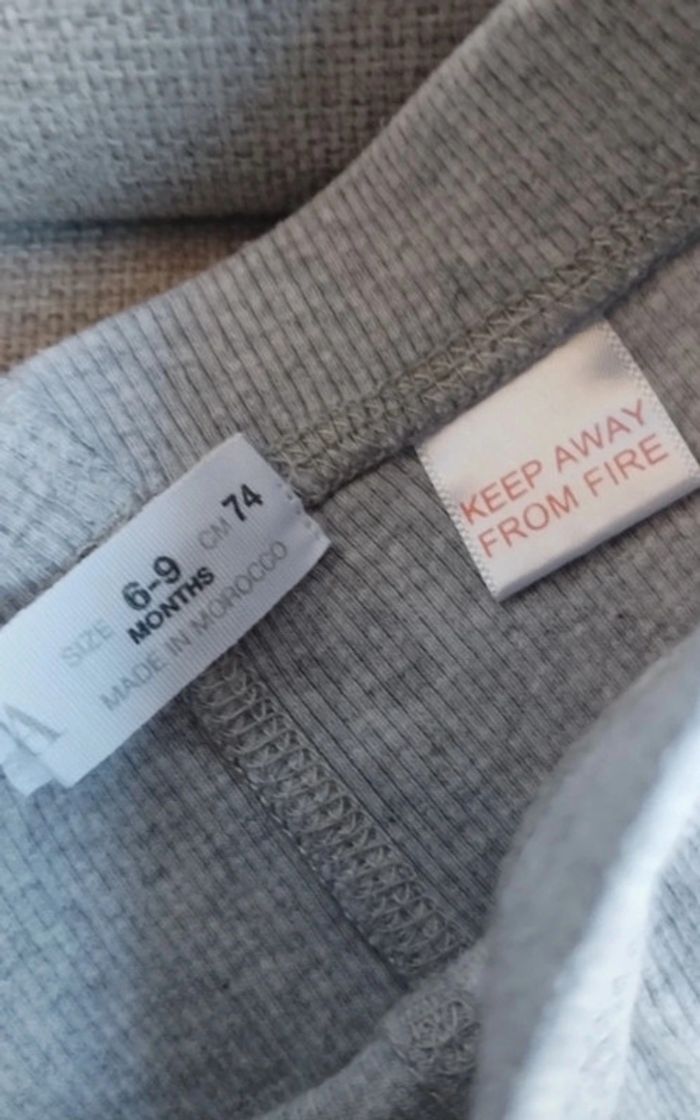 SIZE 6-9 CM 74
MONTHS
MADE IN MOROCCO
KEEP AWAY
FROM FIRE